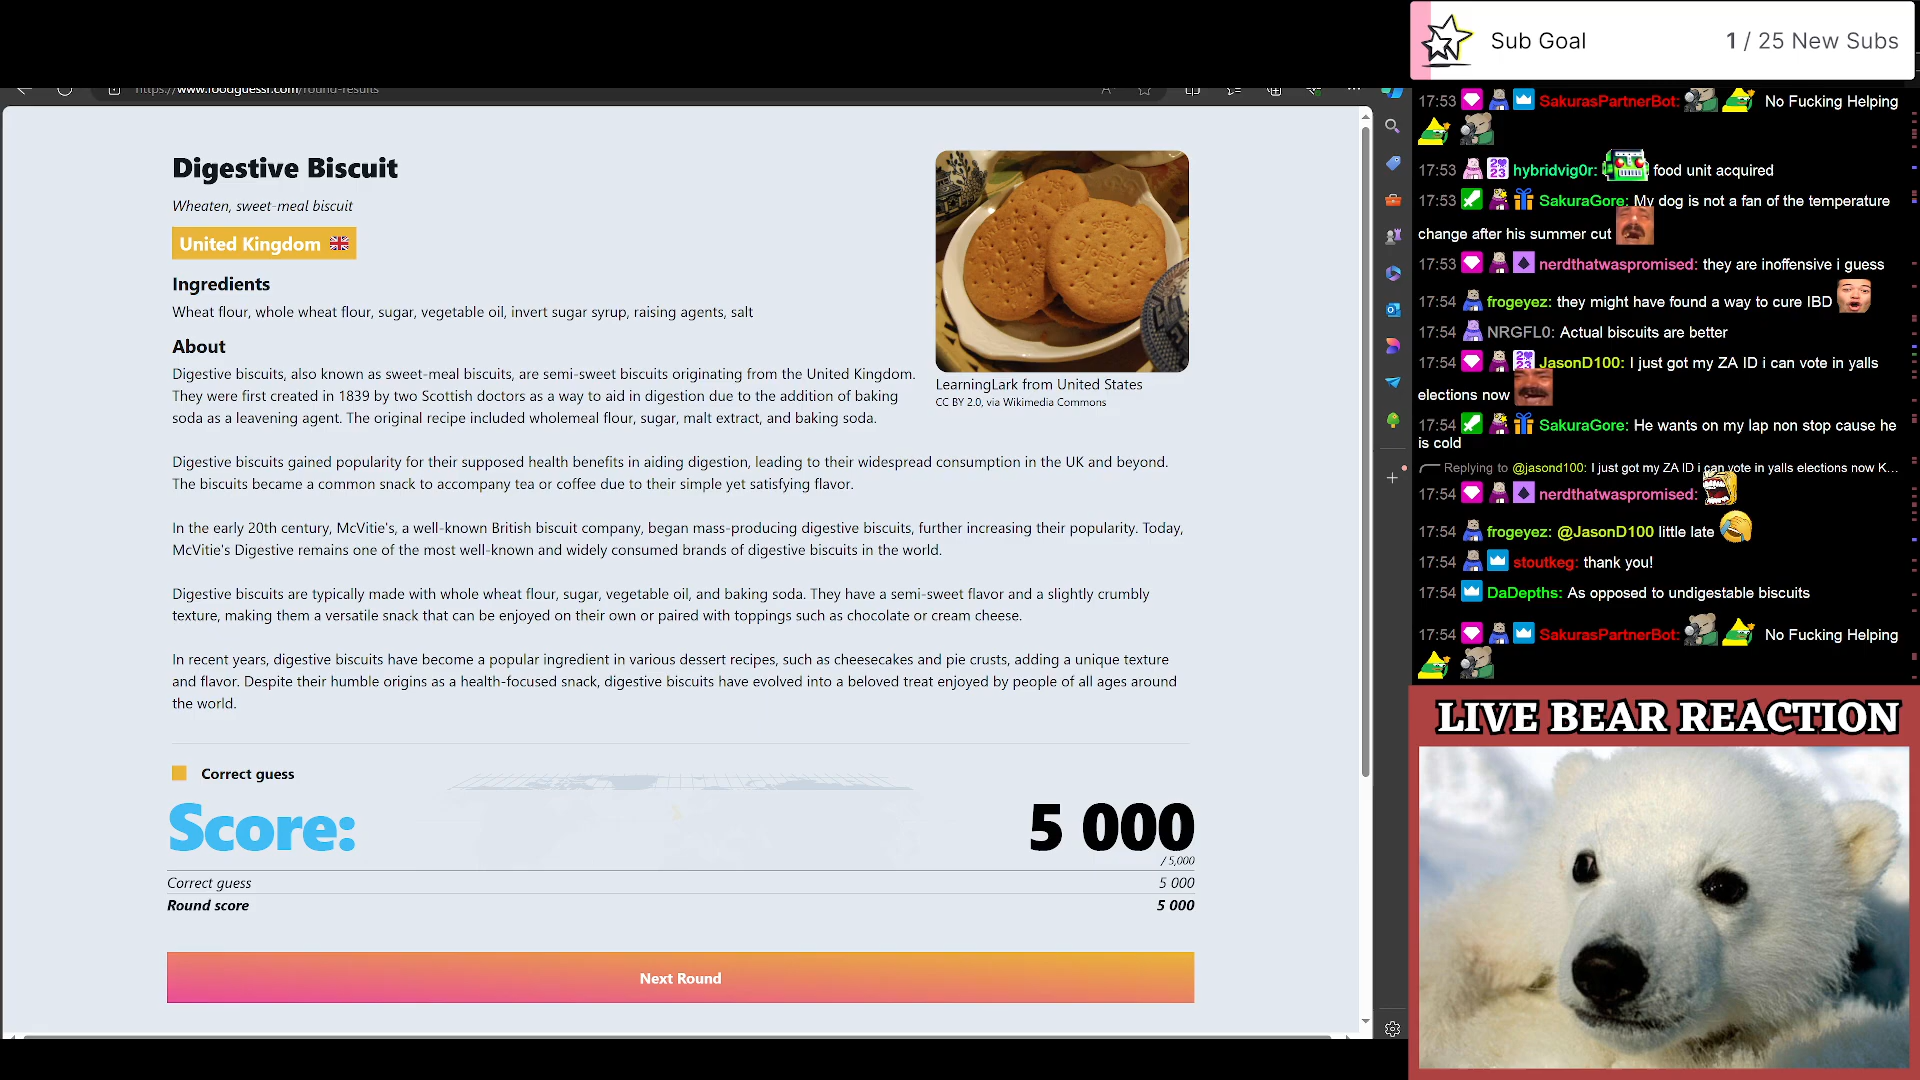 Sub Goal 1 / 25 New Subs
https://www.foodguessr.com/round-results
Digestive Biscuit
Wheaten, sweet-meal biscuit
United Kingdom
Ingredients
Wheat flour, whole wheat flour, sugar, vegetable oil, invert sugar syrup, raising agents, salt
About
Digestive biscuits, also known as sweet-meal biscuits, are semi-sweet biscuits originating from the United Kingdom.
They were first created in 1839 by two Scottish doctors as a way to aid in digestion due to the addition of baking
soda as a leavening agent. The original recipe included wholemeal flour, sugar, malt extract, and baking soda.
LearningLark from United States
CC BY 2.0, via Wikimedia Commons
Digestive biscuits gained popularity for their supposed health benefits in aiding digestion, leading to their widespread consumption in the UK and beyond.
The biscuits became a common snack to accompany tea or coffee due to their simple yet satisfying flavor.
In the early 20th century, McVitie's, a well-known British biscuit company, began mass-producing digestive biscuits, further increasing their popularity. Today,
McVitie's Digestive remains one of the most well-known and widely consumed brands of digestive biscuits in the world.
Digestive biscuits are typically made with whole wheat flour, sugar, vegetable oil, and baking soda. They have a semi-sweet flavor and a slightly crumbly
texture, making them a versatile snack that can be enjoyed on their own or paired with toppings such as chocolate or cream cheese.
In recent years, digestive biscuits have become a popular ingredient in various dessert recipes, such as cheesecakes and pie crusts, adding a unique texture
and flavor. Despite their humble origins as a health-focused snack, digestive biscuits have evolved into a beloved treat enjoyed by people of all ages around
the world.
Correct guess
Score: 5 000
/ 5,000
Correct guess 5 000
Round score 5 000
Next Round
17:53 SakurasPartnerBot: No Fucking Helping
17:53 hybridvig0r: food unit acquired
17:53 SakuraGore: My dog is not a fan of the temperature
change after his summer cut
17:53 nerdthatwaspromised: they are inoffensive i guess
17:54 frogeyez: they might have found a way to cure IBD
17:54 NRGFL0: Actual biscuits are better
17:54 JasonD100: I just got my ZA ID i can vote in yalls
elections now
17:54 SakuraGore: He wants on my lap non stop cause he
is cold
Replying to @jasond100: I just got my ZA ID i can vote in yalls elections now K...
17:54 nerdthatwaspromised:
17:54 frogeyez: @JasonD100 little late
17:54 stoutkeg: thank you!
17:54 DaDepths: As opposed to undigestable biscuits
17:54 SakurasPartnerBot: No Fucking Helping
LIVE BEAR REACTION